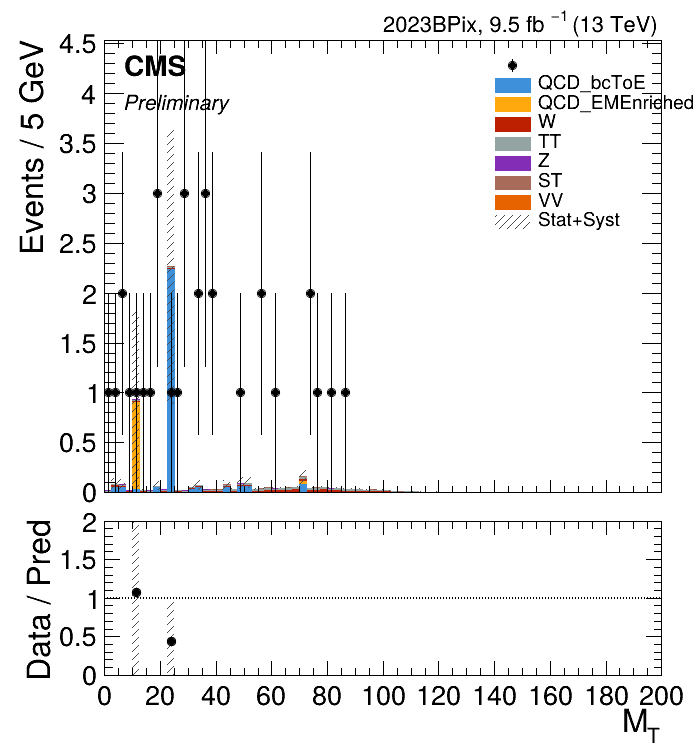 2023BPix, 9.5 fb⁻¹ (13 TeV)
Events / 5 GeV
4.5
4
3.5
3
2.5
2
1.5
1
0.5
0
CMS
Preliminary
QCD_bcToE
QCD_EMEnriehed
W
TT
Z
ST
VV
Stat+Syst
Data / Pred
2
1.5
1
0.5
0
0 20 40 60 80 100 120 140 160 180 200
M_T